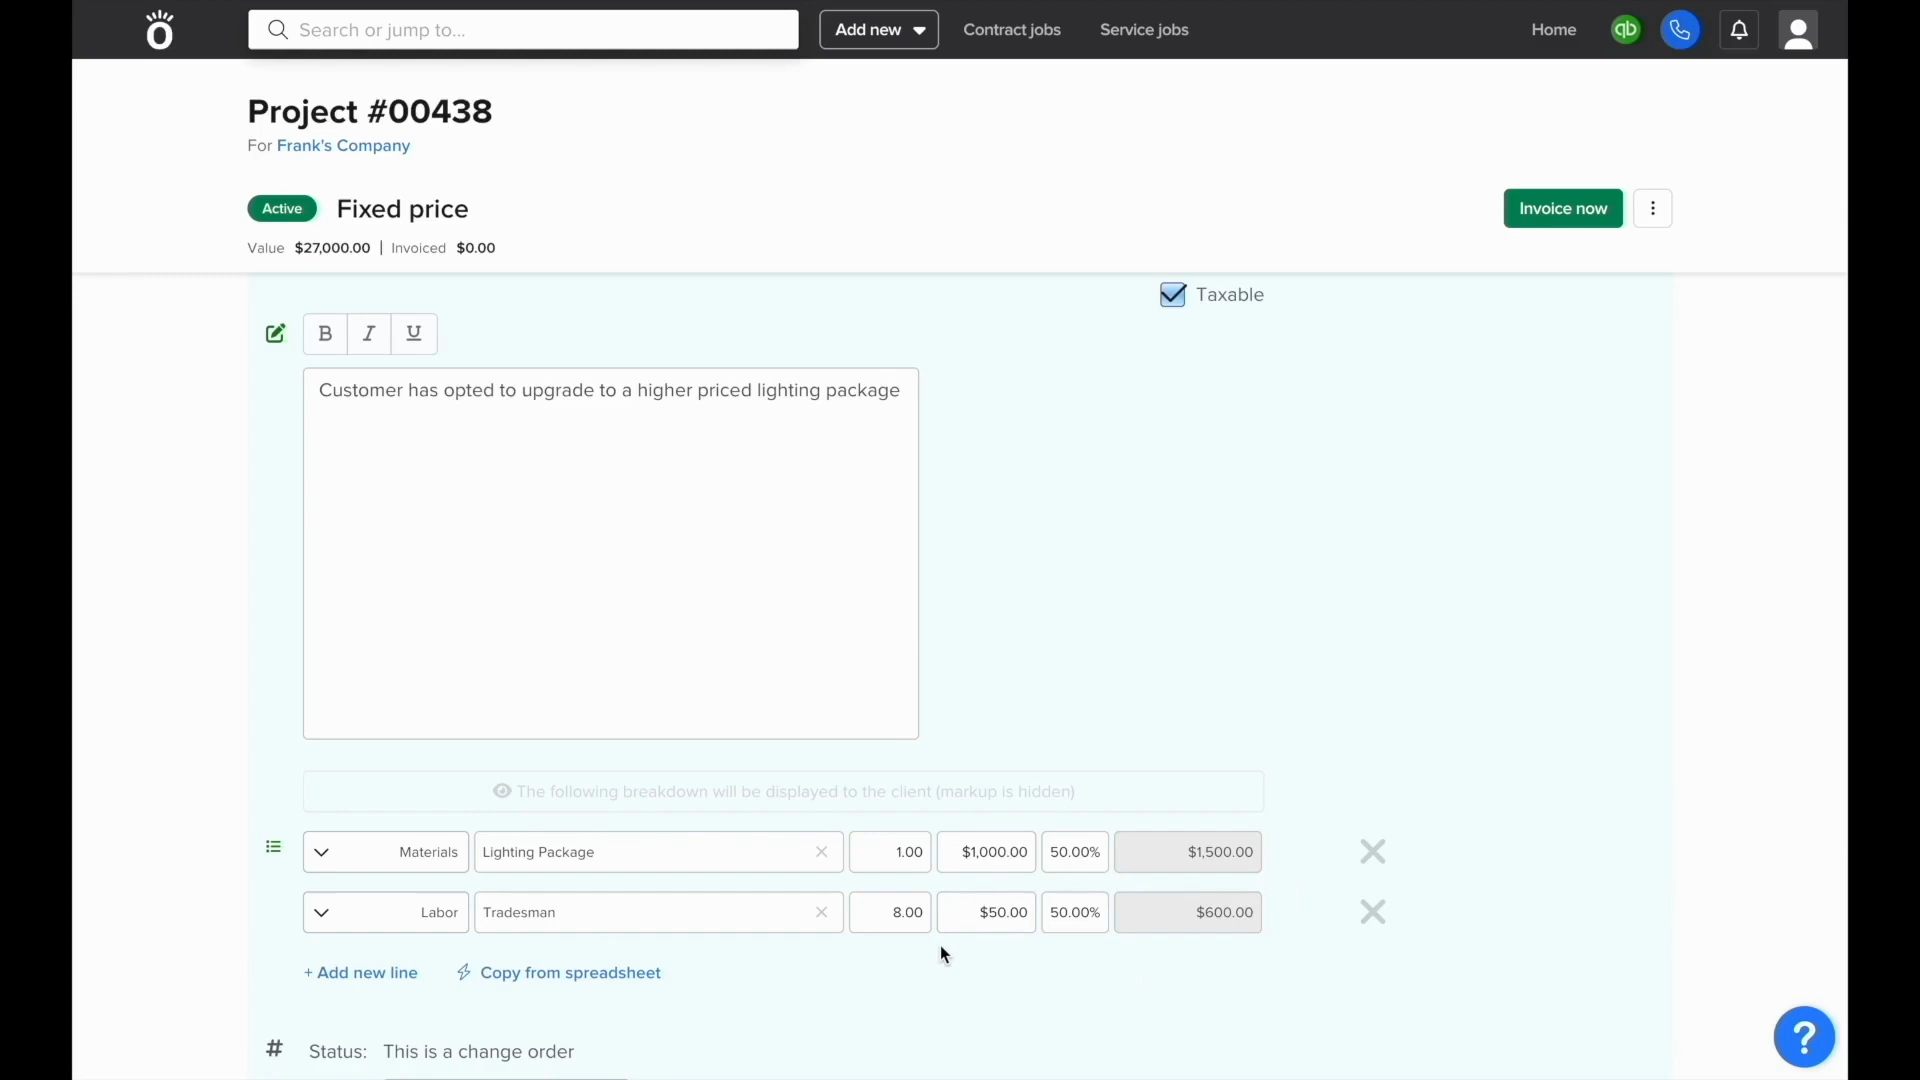 Search or jump to...
Add new
Contract jobs
Service jobs
Home
qb
Project #00438
For Frank's Company
Active
Fixed price
Invoice now
Value $27,000.00 | Invoiced $0.00
Taxable
B I U
Customer has opted to upgrade to a higher priced lighting package
The following breakdown will be displayed to the client (markup is hidden)
Materials Lighting Package 1.00 $1,000.00 50.00% $1,500.00
Labor Tradesman 8.00 $50.00 50.00% $600.00
+ Add new line
Copy from spreadsheet
?
# Status: This is a change order